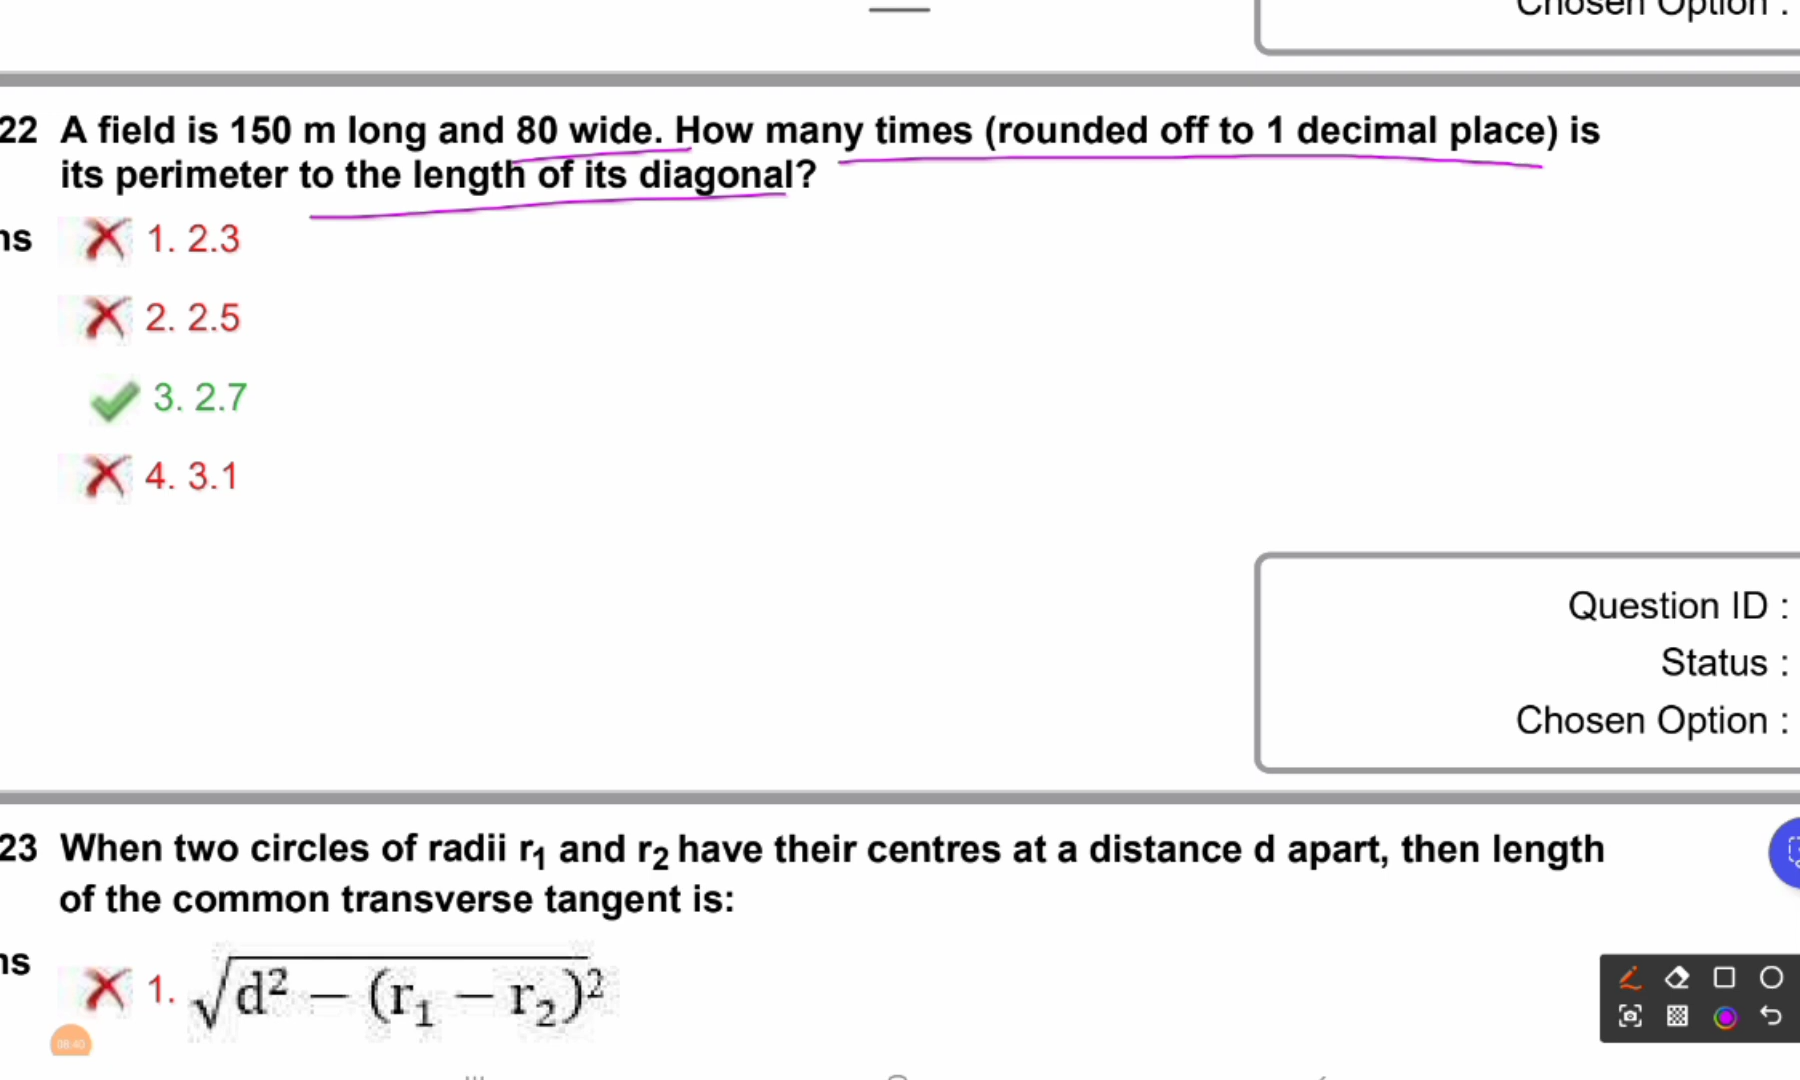 Chosen Option :
22 A field is 150 m long and 80 wide. How many times (rounded off to 1 decimal place) is
its perimeter to the length of its diagonal?
ns 1. 2.3
2. 2.5
3. 2.7
4. 3.1
Question ID :
Status :
Chosen Option :
23 When two circles of radii r₁ and r₂ have their centres at a distance d apart, then length
of the common transverse tangent is:
ns 1. √d² − (r₁ − r₂)²
08:40